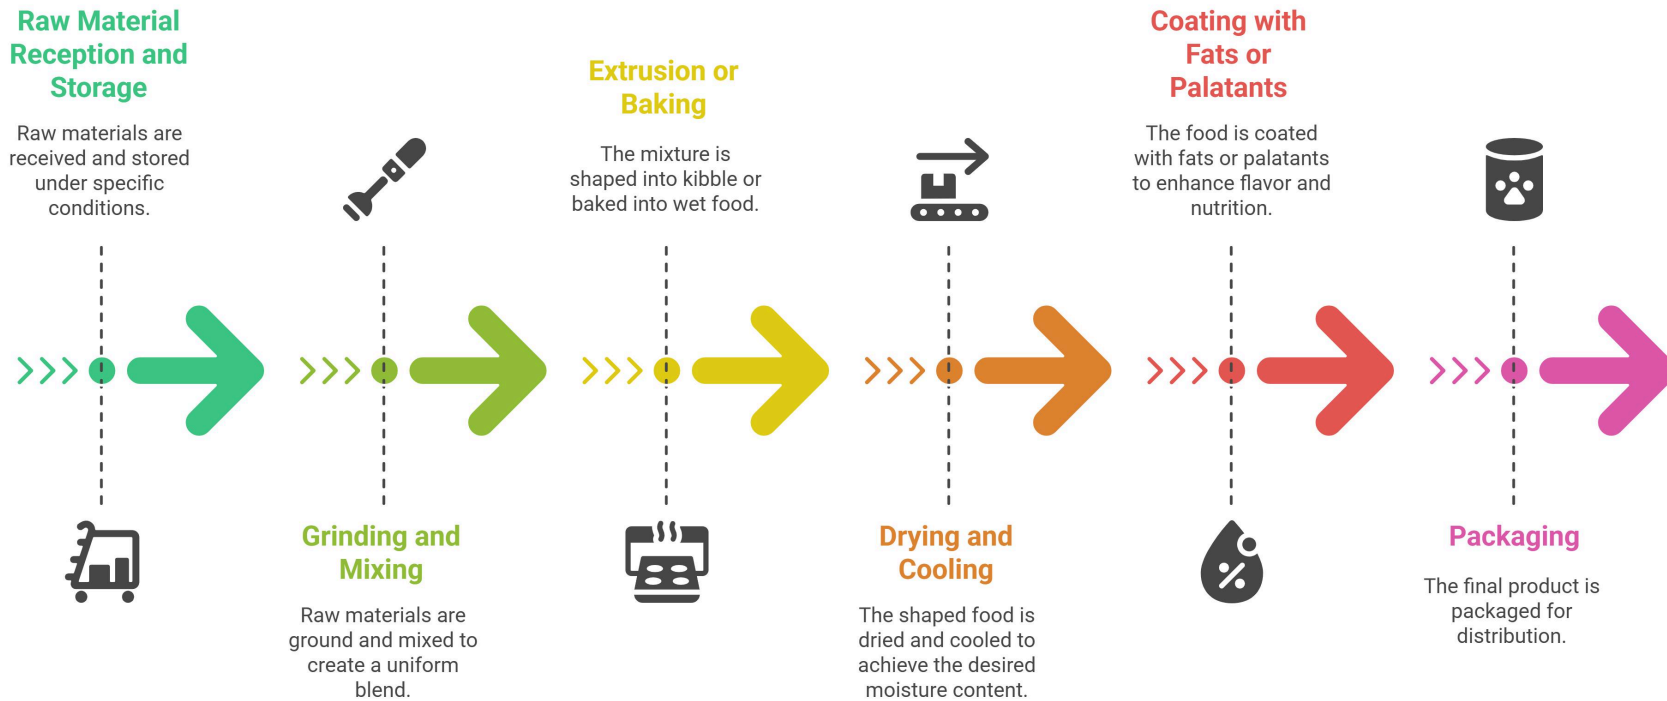 Raw Material
Reception and
Storage
Raw materials are
received and stored
under specific
conditions.
Grinding and
Mixing
Raw materials are
ground and mixed to
create a uniform
blend.
Extrusion or
Baking
The mixture is
shaped into kibble or
baked into wet food.
Drying and
Cooling
The shaped food is
dried and cooled to
achieve the desired
moisture content.
Coating with
Fats or
Palatants
The food is coated
with fats or palatants
to enhance flavor and
nutrition.
Packaging
The final product is
packaged for
distribution.